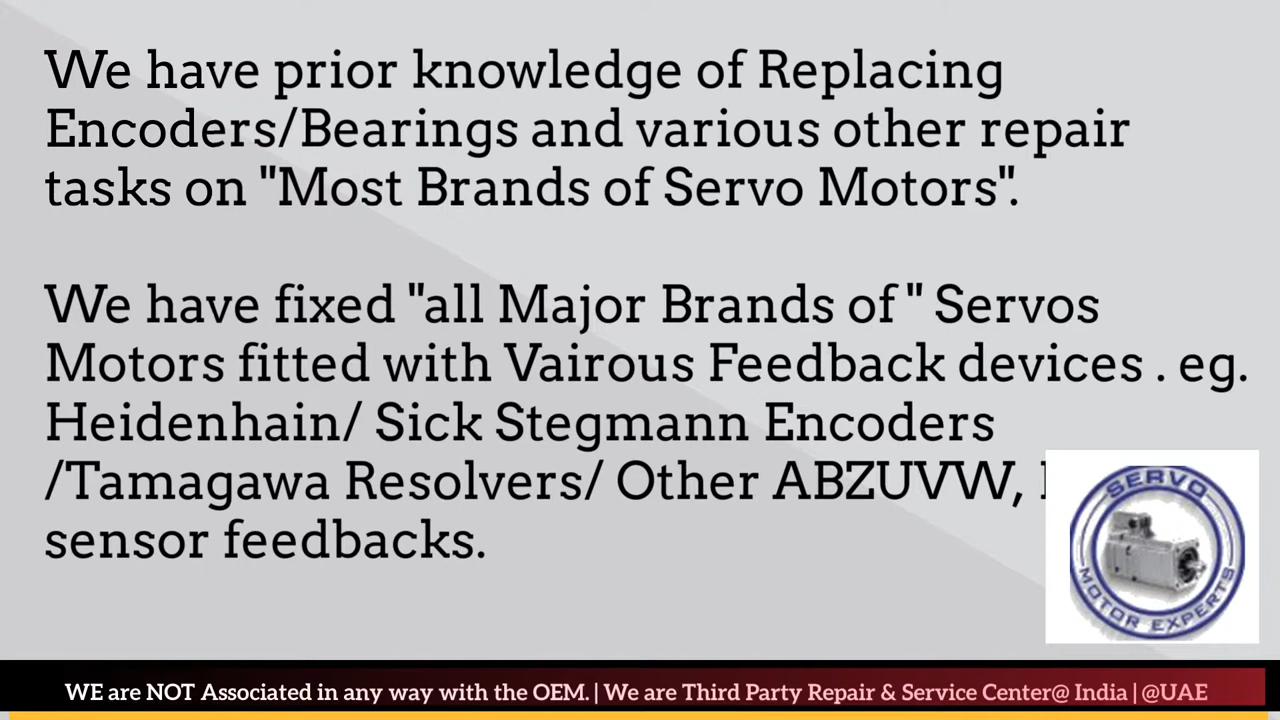 We have prior knowledge of Replacing
Encoders/Bearings and various other repair
tasks on "Most Brands of Servo Motors".
We have fixed "all Major Brands of " Servos
Motors fitted with Vairous Feedback devices . eg.
Heidenhain/ Sick Stegmann Encoders
/Tamagawa Resolvers/ Other ABZUVW,
sensor feedbacks.
SERVO
MOTOR EXPERTS
WE are NOT Associated in any way with the OEM. | We are Third Party Repair & Service Center@ India | @UAE